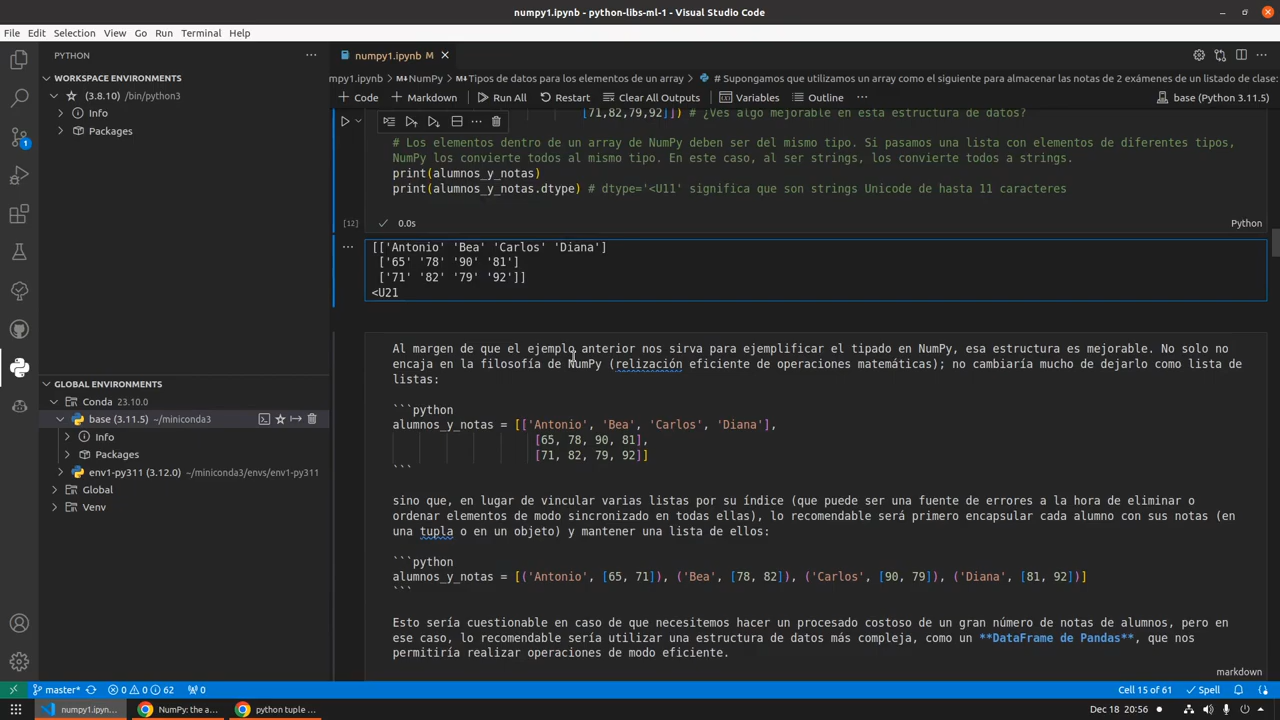 numpy1.ipynb - python-libs-ml-1 - Visual Studio Code
File Edit Selection View Go Run Terminal Help
PYTHON
numpy1.ipynb M
WORKSPACE ENVIRONMENTS
mpy1.ipynb > NumPy > Tipos de datos para los elementos de un array > # Supongamos que utilizamos un array como el siguiente para almacenar las notas de 2 exámenes de un listado de clase:
(3.8.10) /bin/python3
Code Markdown Run All Restart Clear All Outputs Variables Outline ... base (Python 3.11.5)
Info
Packages
[71,82,79,92]]) # ¿Ves algo mejorable en esta estructura de datos?
# Los elementos dentro de un array de NumPy deben ser del mismo tipo. Si pasamos una lista con elementos de diferentes tipos,
NumPy los convierte todos al mismo tipo. En este caso, al ser strings, los convierte todos a strings.
print(alumnos_y_notas)
print(alumnos_y_notas.dtype) # dtype='<U11' significa que son strings Unicode de hasta 11 caracteres
[12] 0.0s Python
[['Antonio' 'Bea' 'Carlos' 'Diana']
['65' '78' '90' '81']
['71' '82' '79' '92']]
<U21
Al margen de que el ejemplo anterior nos sirva para ejemplificar el tipado en NumPy, esa estructura es mejorable. No solo no
encaja en la filosofía de NumPy (relización eficiente de operaciones matemáticas); no cambiaría mucho de dejarlo como lista de
listas:
```python
alumnos_y_notas = [['Antonio', 'Bea', 'Carlos', 'Diana'],
[65, 78, 90, 81],
[71, 82, 79, 92]]
```
sino que, en lugar de vincular varias listas por su índice (que puede ser una fuente de errores a la hora de eliminar o
ordenar elementos de modo sincronizado en todas ellas), lo recomendable será primero encapsular cada alumno con sus notas (en
una tupla o en un objeto) y mantener una lista de ellos:
```python
alumnos_y_notas = [('Antonio', [65, 71]), ('Bea', [78, 82]), ('Carlos', [90, 79]), ('Diana', [81, 92])]
```
Esto sería cuestionable en caso de que necesitemos hacer un procesado costoso de un gran número de notas de alumnos, pero en
ese caso, lo recomendable sería utilizar una estructura de datos más compleja, como un **DataFrame de Pandas**, que nos
permitiría realizar operaciones de modo eficiente.
markdown
GLOBAL ENVIRONMENTS
Conda 23.10.0
base (3.11.5) ~/miniconda3
Info
Packages
env1-py311 (3.12.0) ~/miniconda3/envs/env1-py311
Global
Venv
1
master* 0 0 62 0 Cell 15 of 61 Spell
numpy1.ipyn... NumPy: the a... python tuple ... Dec 18 20:56